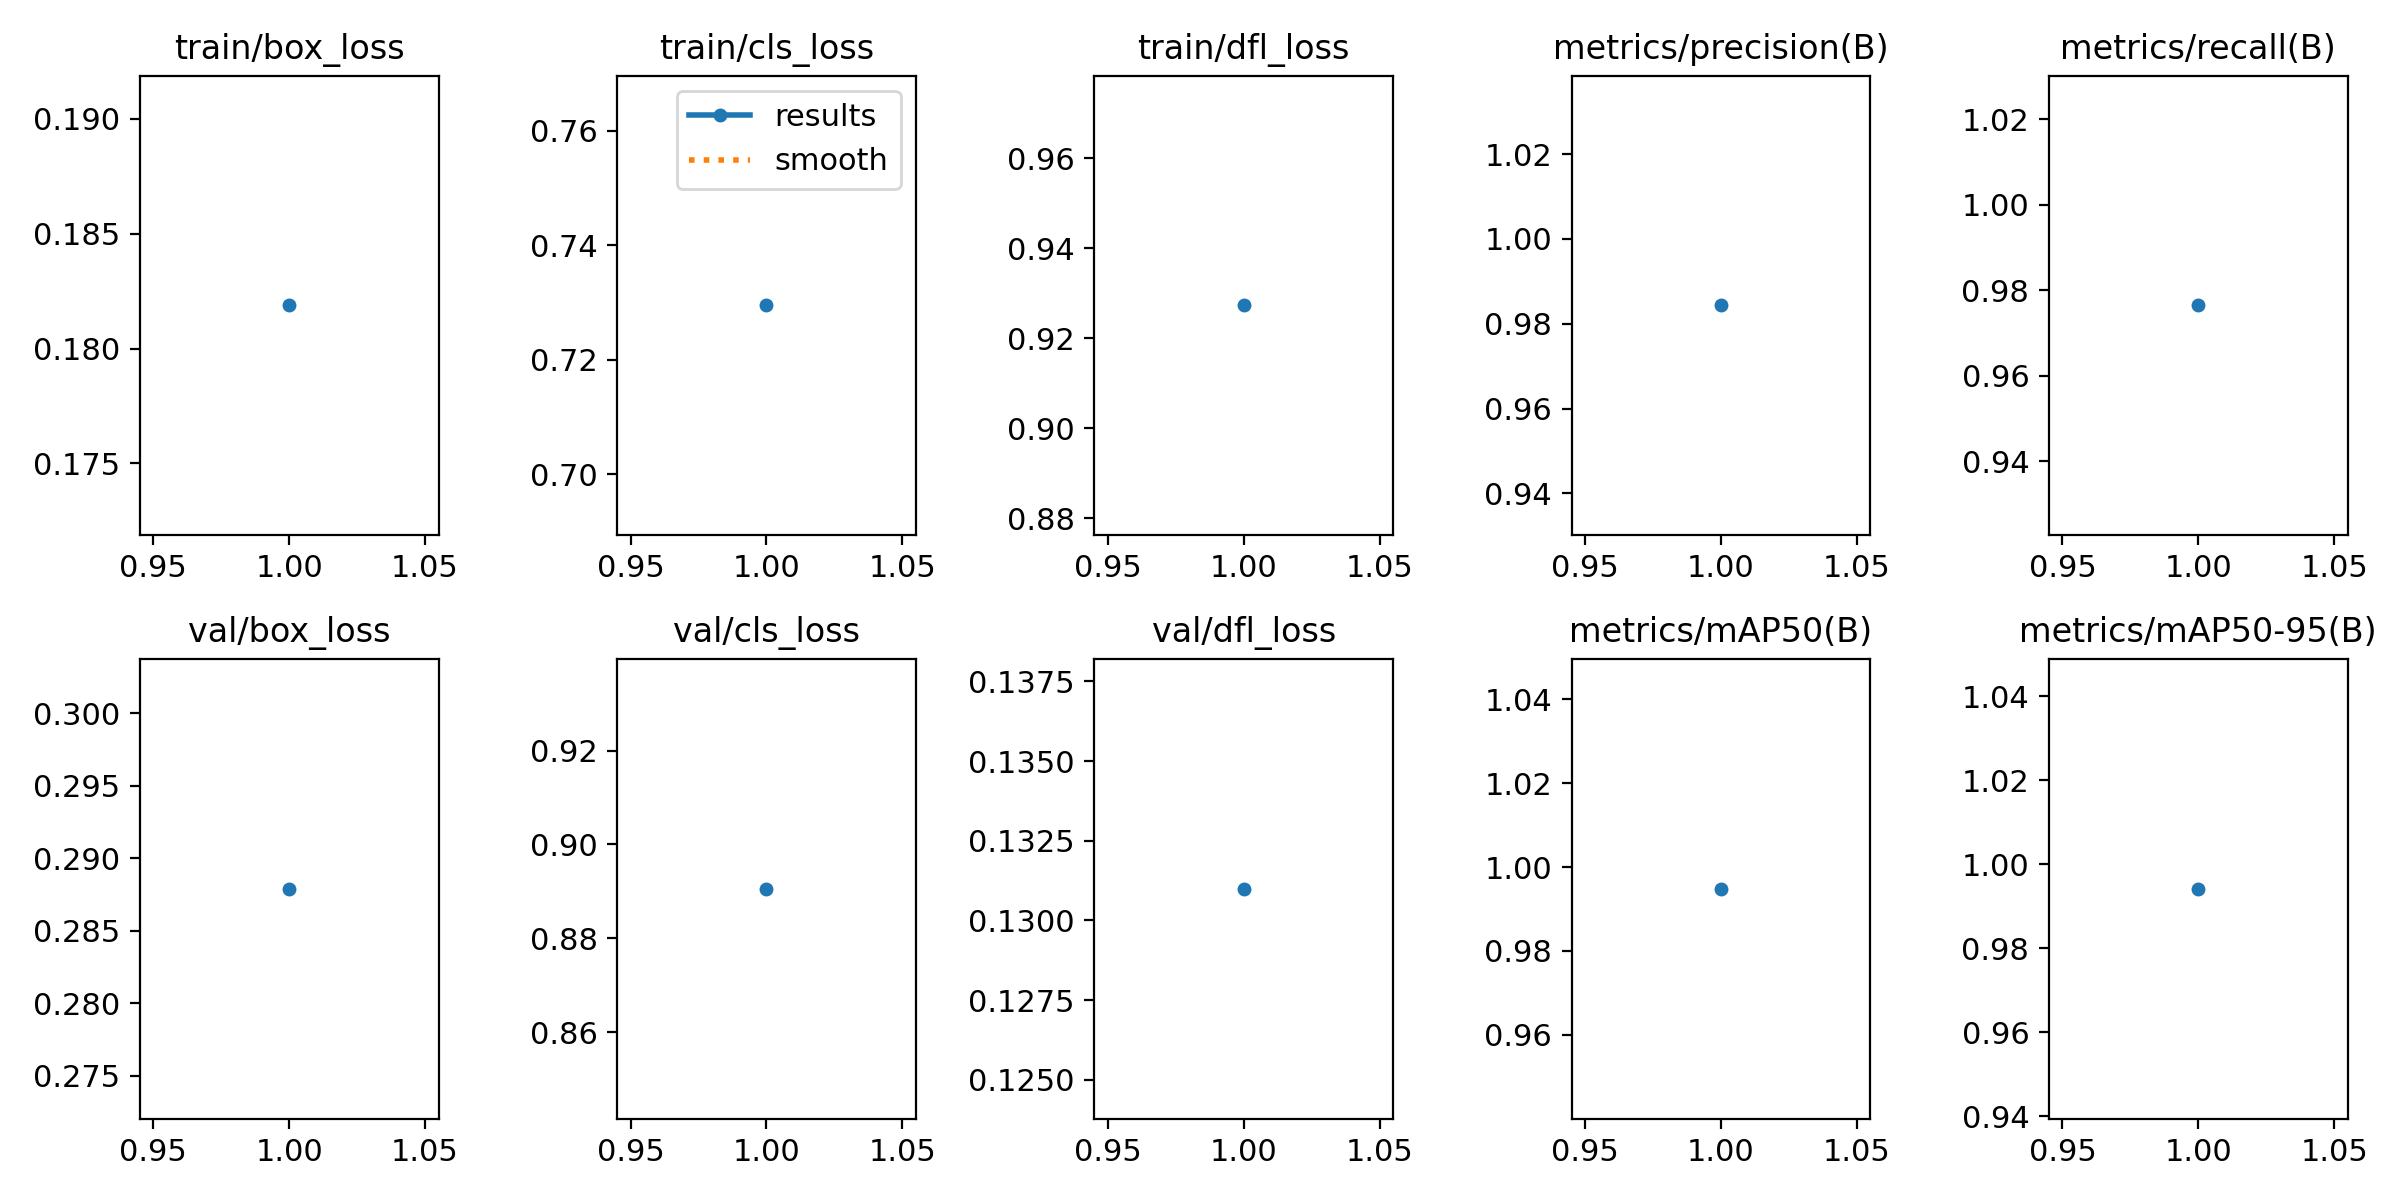 train/box_loss
0.190
0.185
0.180
0.175
0.95 1.00 1.05
train/cls_loss
results
smooth
0.76
0.74
0.72
0.70
0.95 1.00 1.05
train/dfl_loss
0.96
0.94
0.92
0.90
0.88
0.95 1.00 1.05
metrics/precision(B)
1.02
1.00
0.98
0.96
0.94
0.95 1.00 1.05
metrics/recall(B)
1.02
1.00
0.98
0.96
0.94
0.95 1.00 1.05
val/box_loss
0.300
0.295
0.290
0.285
0.280
0.275
0.95 1.00 1.05
val/cls_loss
0.92
0.90
0.88
0.86
0.95 1.00 1.05
val/dfl_loss
0.1375
0.1350
0.1325
0.1300
0.1275
0.1250
0.95 1.00 1.05
metrics/mAP50(B)
1.04
1.02
1.00
0.98
0.96
0.95 1.00 1.05
metrics/mAP50-95(B)
1.04
1.02
1.00
0.98
0.96
0.94
0.95 1.00 1.05